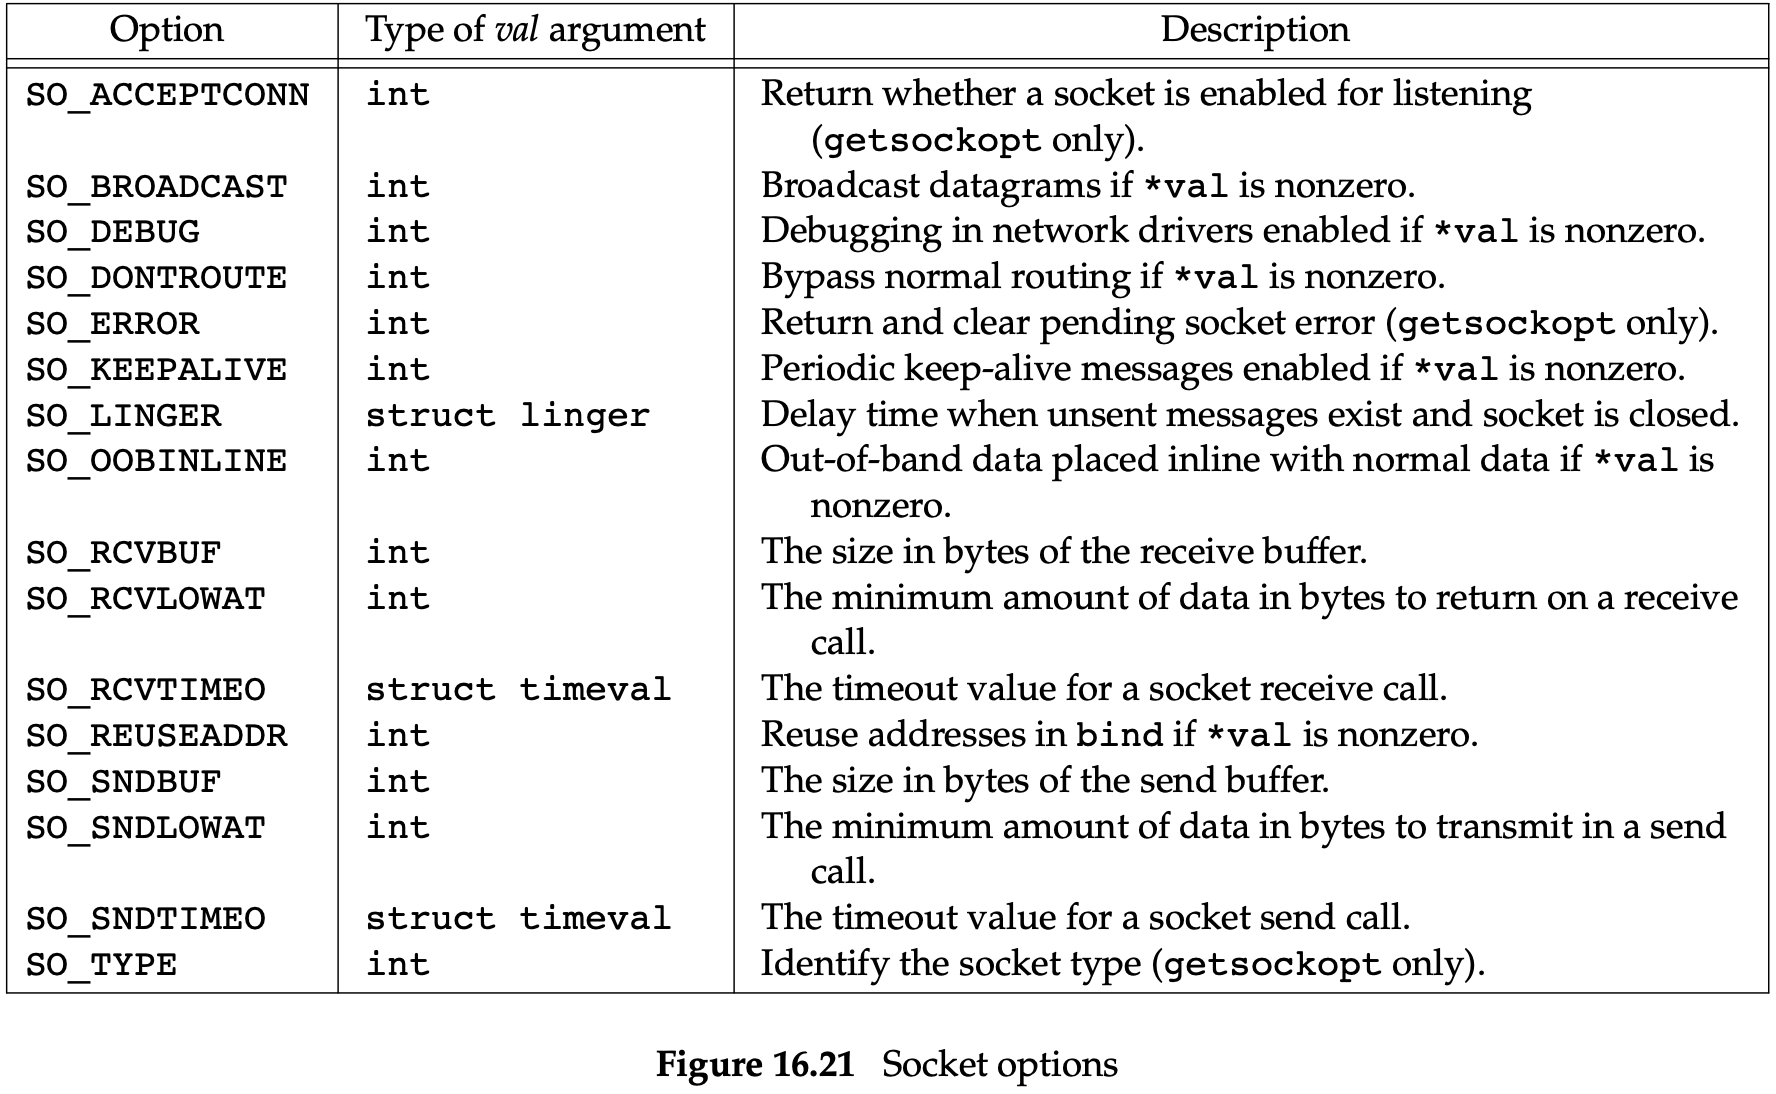 Option Type of val argument Description
SO_ACCEPTCONN int Return whether a socket is enabled for listening
(getsockopt only).
SO_BROADCAST int Broadcast datagrams if *val is nonzero.
SO_DEBUG int Debugging in network drivers enabled if *val is nonzero.
SO_DONTROUTE int Bypass normal routing if *val is nonzero.
SO_ERROR int Return and clear pending socket error (getsockopt only).
SO_KEEPALIVE int Periodic keep-alive messages enabled if *val is nonzero.
SO_LINGER struct linger Delay time when unsent messages exist and socket is closed.
SO_OOBINLINE int Out-of-band data placed inline with normal data if *val is
nonzero.
SO_RCVBUF int The size in bytes of the receive buffer.
SO_RCVLOWAT int The minimum amount of data in bytes to return on a receive
call.
SO_RCVTIMEO struct timeval The timeout value for a socket receive call.
SO_REUSEADDR int Reuse addresses in bind if *val is nonzero.
SO_SNDBUF int The size in bytes of the send buffer.
SO_SNDLOWAT int The minimum amount of data in bytes to transmit in a send
call.
SO_SNDTIMEO struct timeval The timeout value for a socket send call.
SO_TYPE int Identify the socket type (getsockopt only).
Figure 16.21 Socket options